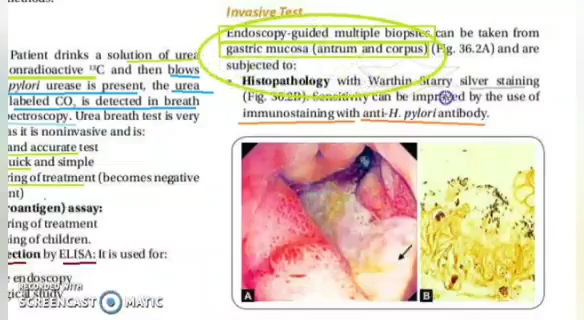 Patient drinks a solution of urea
onradioactive ¹³C and then blows
pylori urease is present, the urea
labeled CO₂ is detected in breath
ectroscopy. Urea breath test is very
as it is noninvasive and is:
and accurate test
uick and simple
ring of treatment (becomes negative
nt)
roantigen) assay:
ring of treatment
ing of children.
ection by ELISA: It is used for:
endoscopy
gical study
RECORDED WITH
SCREENCAST MATIC
Invasive Test
Endoscopy-guided multiple biopsies can be taken from
gastric mucosa (antrum and corpus) (Fig. 36.2A) and are
subjected to:
• Histopathology with Warthin Starry silver staining
(Fig. 36.2B). Sensitivity can be improved by the use of
immunostaining with anti-H. pylori antibody.
A
B